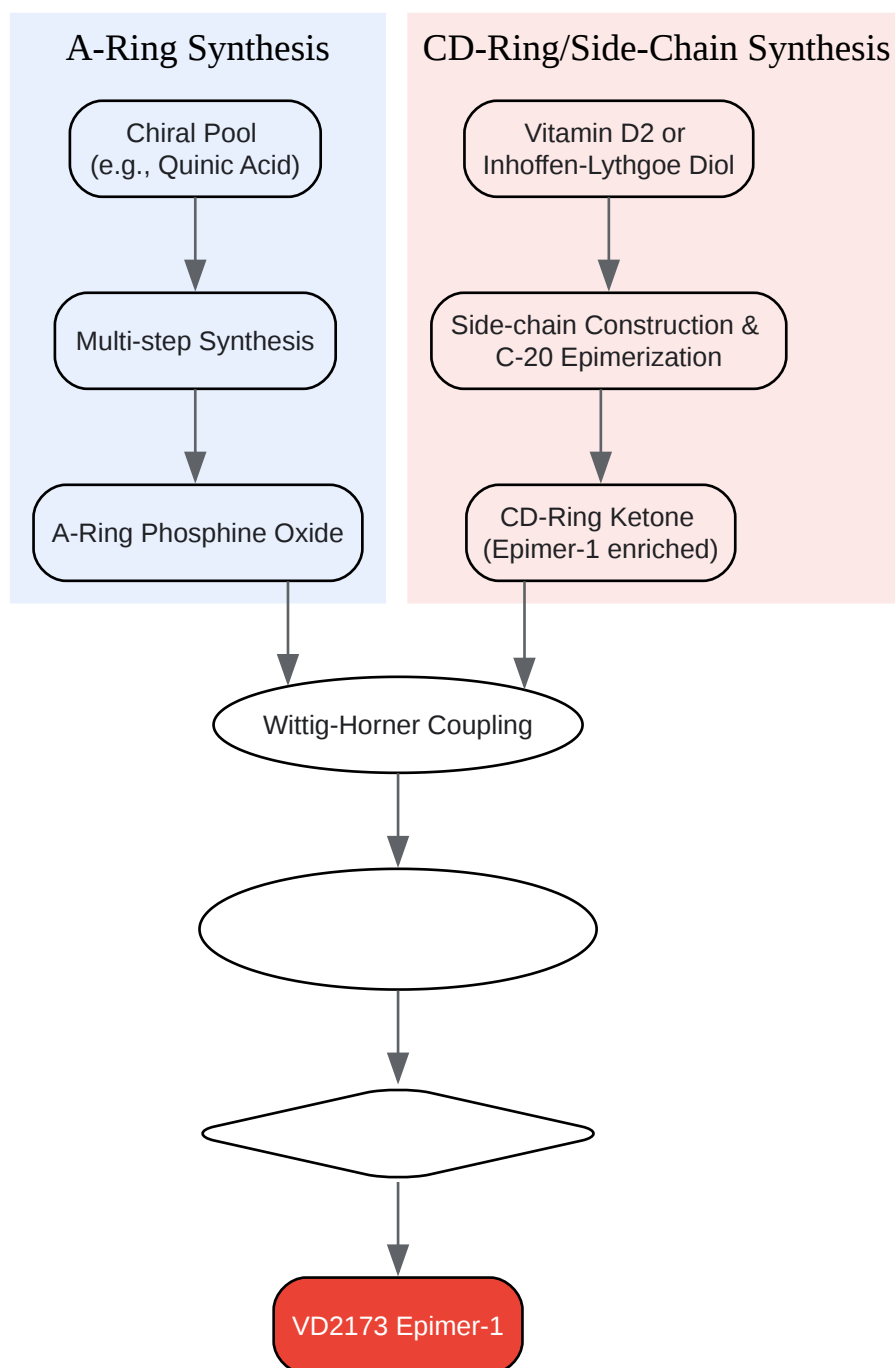 A-Ring Synthesis
Chiral Pool
(e.g., Quinic Acid)
Multi-step Synthesis
A-Ring Phosphine Oxide
CD-Ring/Side-Chain Synthesis
Vitamin D2 or
Inhoffen-Lythgoe Diol
Side-chain Construction &
C-20 Epimerization
CD-Ring Ketone
(Epimer-1 enriched)
Wittig-Horner Coupling
VD2173 Epimer-1